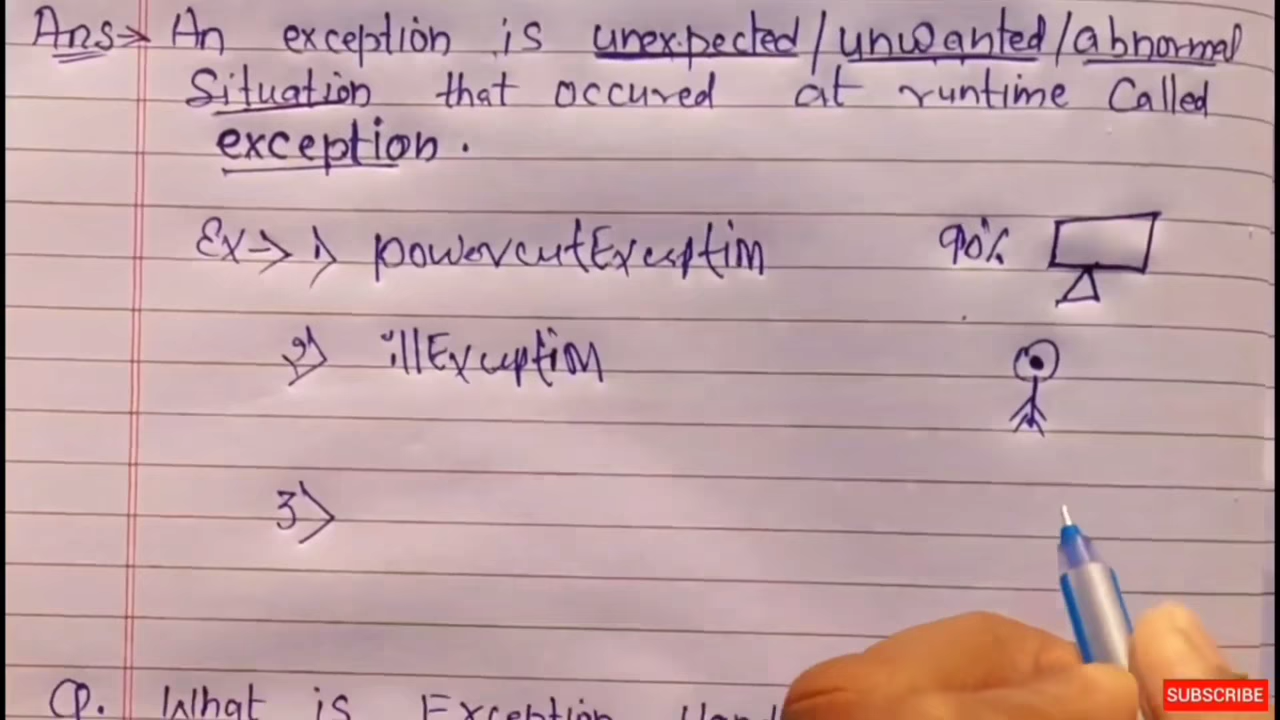 Ans→ An exception is unexpected/unwanted/abnormal
Situation that occured at runtime Called
exception.
Ex→ 1) powercutException 90%
2) illException
3)
Q. What is Exception
SUBSCRIBE